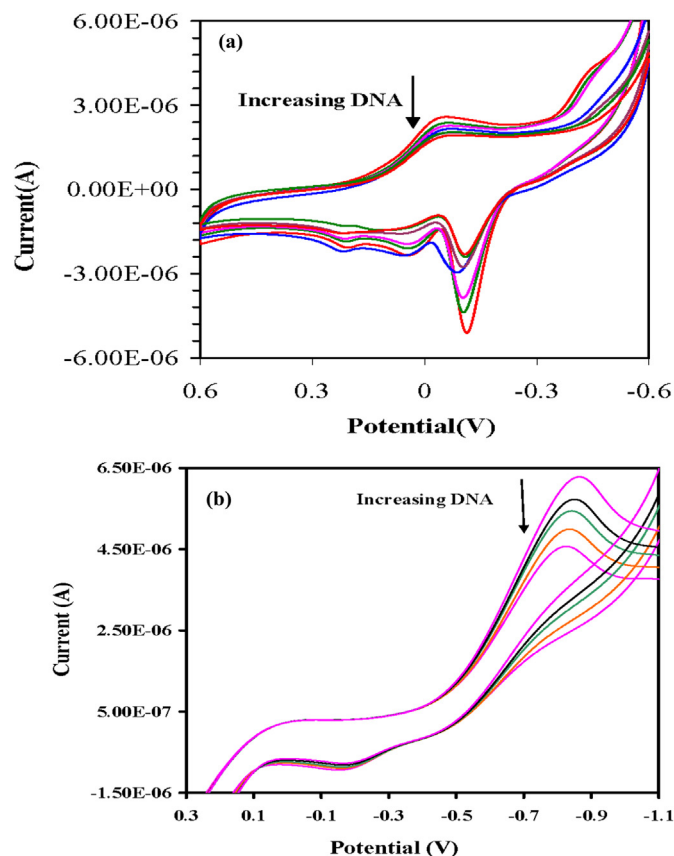 6.00E-06
(a)
Increasing DNA
3.00E-06
0.00E+00
-3.00E-06
-6.00E-06
Current(A)
0.6 0.3 0 -0.3 -0.6
Potential(V)
6.50E-06
(b)
Increasing DNA
4.50E-06
2.50E-06
5.00E-07
-1.50E-06
Current (A)
0.3 0.1 -0.1 -0.3 -0.5 -0.7 -0.9 -1.1
Potential (V)